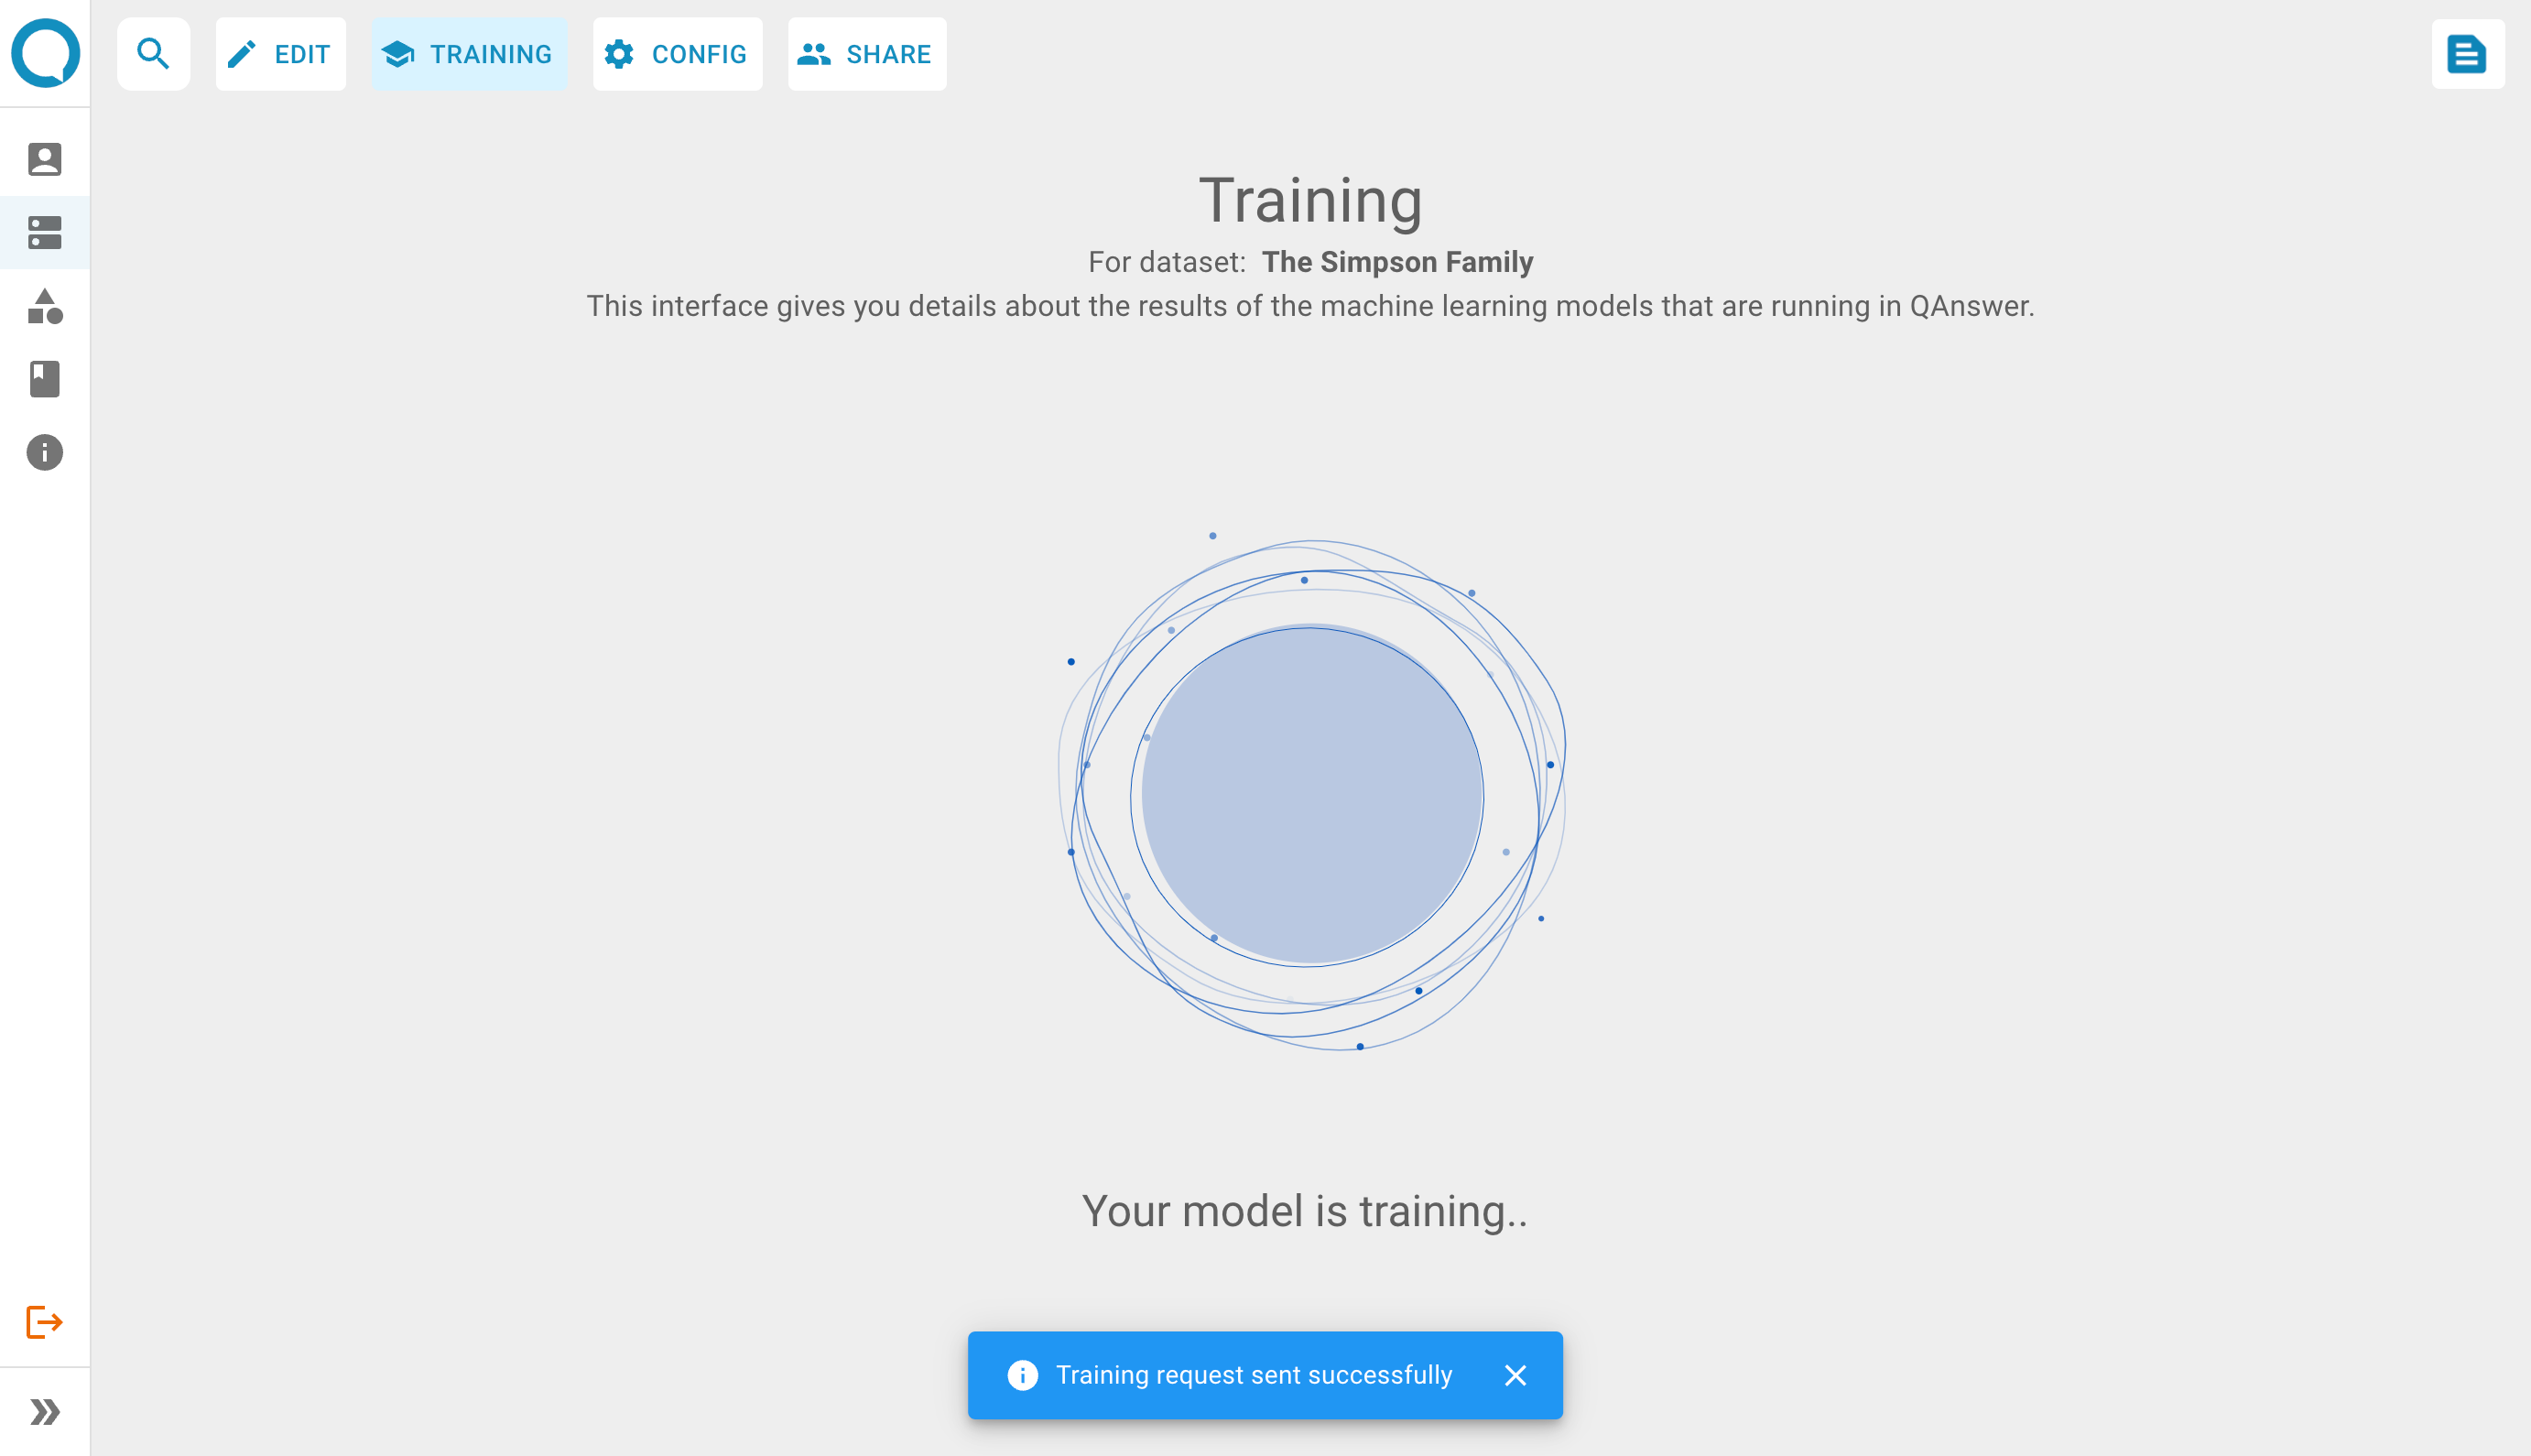 EDIT
TRAINING
CONFIG
SHARE
Training
For dataset: The Simpson Family
This interface gives you details about the results of the machine learning models that are running in QAnswer.
Your model is training..
Training request sent successfully